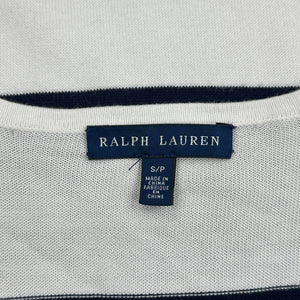 RALPH LAUREN
S/P
MADE IN
CHINA
FABRIQUÉ
EN
CHINE